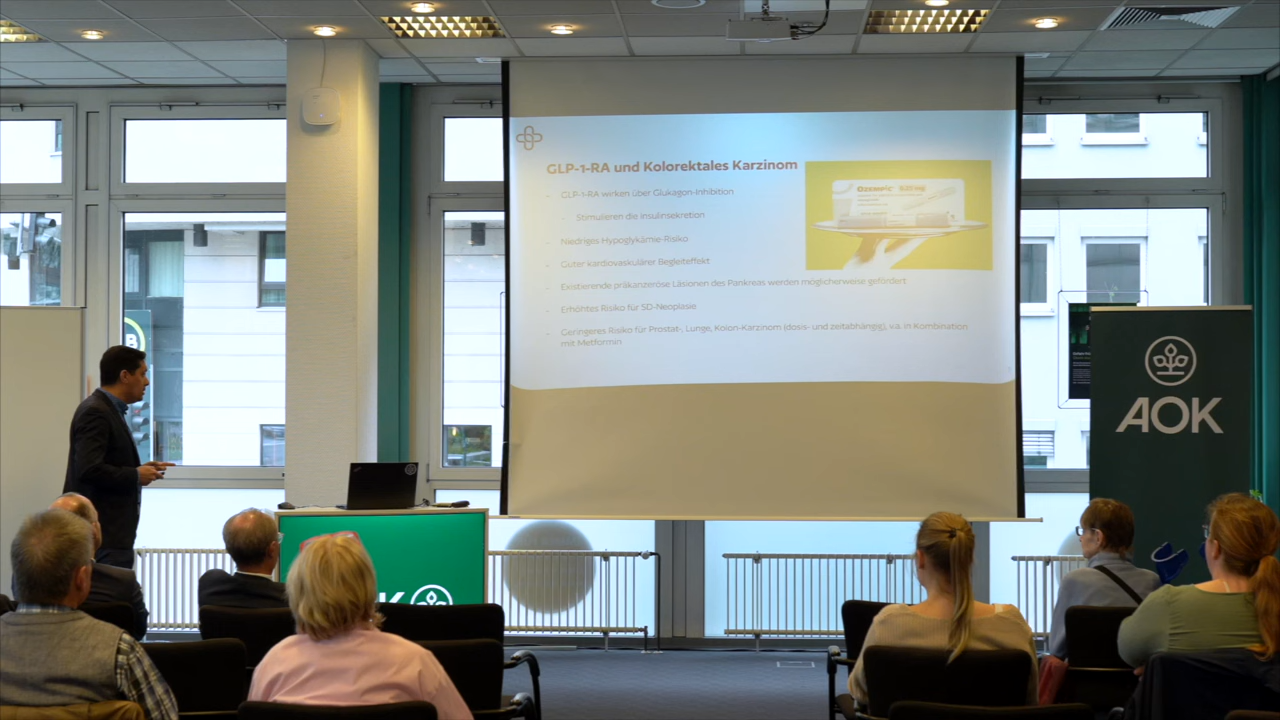 GLP-1-RA und Kolorektales Karzinom
- GLP-1-RA wirken über Glukagon-Inhibition
- Stimulieren die Insulinsekretion
- Niedriges Hypoglykämie-Risiko
- Guter kardiovaskulärer Begleiteffekt
- Existierende präkanzeröse Läsionen des Pankreas werden möglicherweise gefördert
- Erhöhtes Risiko für SD-Neoplasie
- Geringeres Risiko für Prostat-, Lunge, Kolon-Karzinom (dosis- und zeitabhängig), v.a. in Kombination
mit Metformin
Ozempic
AOK
OK
B